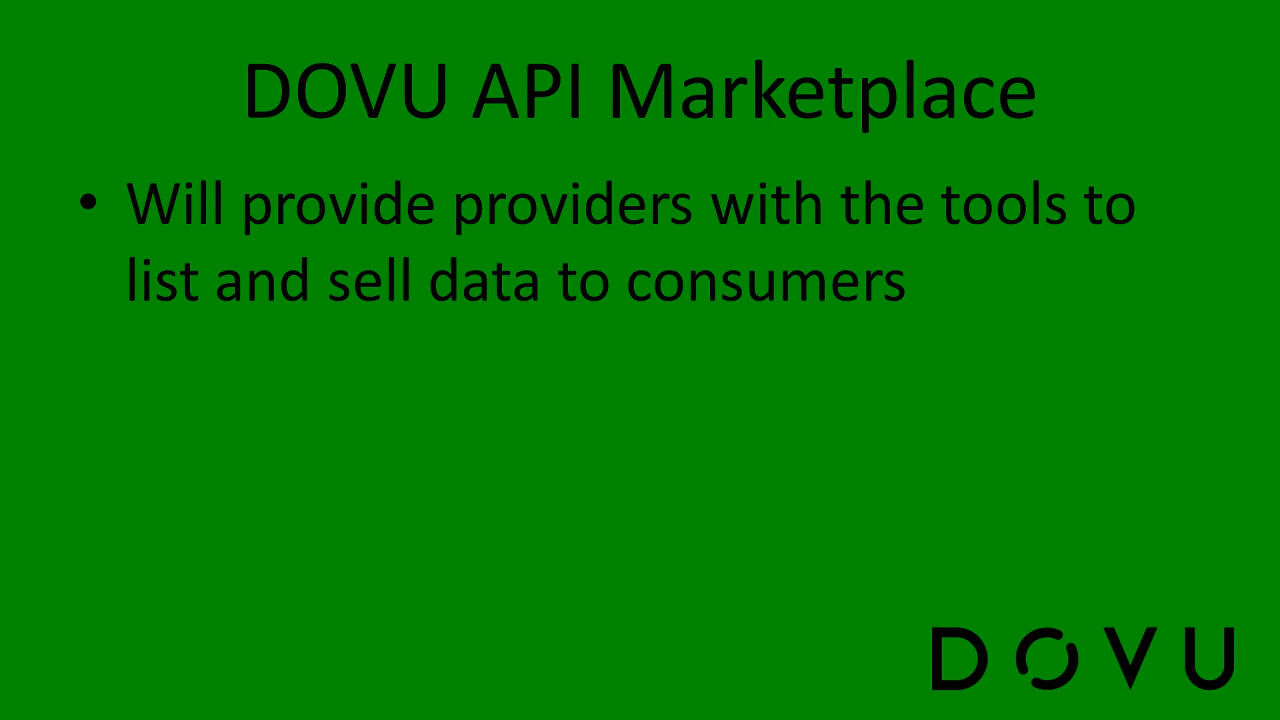 DOVU API Marketplace
• Will provide providers with the tools to
list and sell data to consumers
DOVU